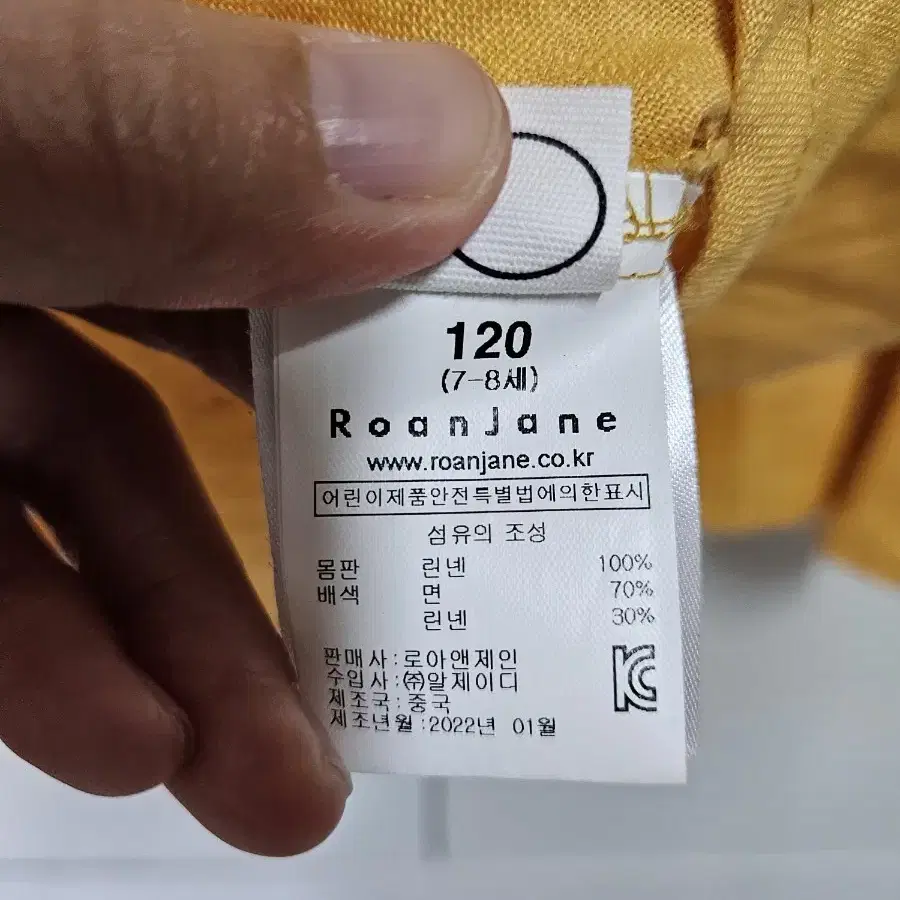 120
(7-8세)
RoanJane
www.roanjane.co.kr
어린이제품안전특별법에의한표시
섬유의 조성
몸판 린넨 100%
배색 면 70%
린넨 30%
판매사:로아앤제인
수입사:㈜알제이디
제조국:중국
제조년월:2022년 01월
KC